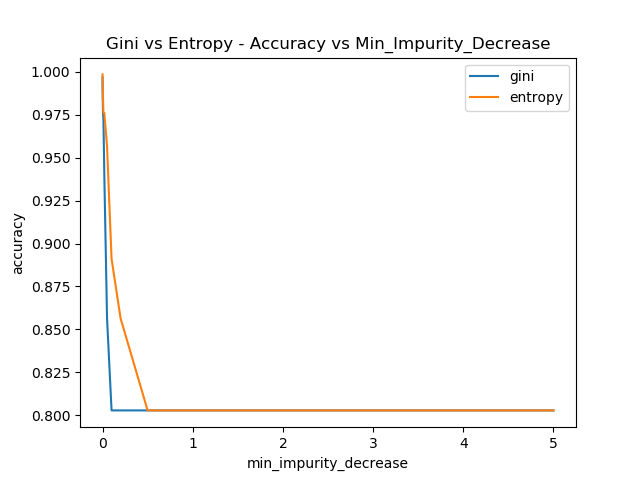 Gini vs Entropy - Accuracy vs Min_Impurity_Decrease
gini
entropy
accuracy
1.000
0.975
0.950
0.925
0.900
0.875
0.850
0.825
0.800
0 1 2 3 4 5
min_impurity_decrease